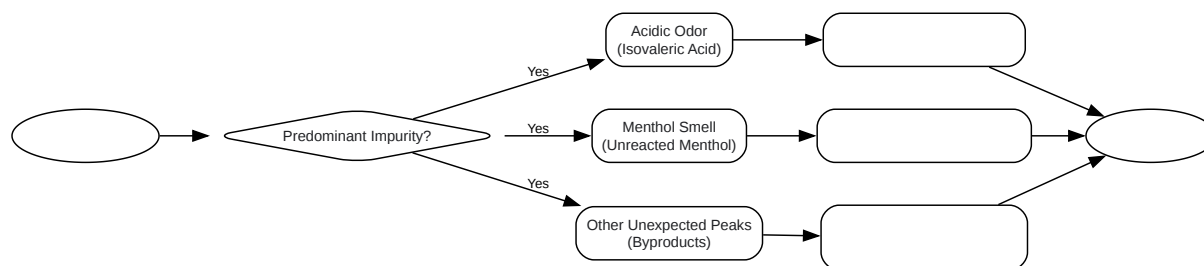 Acidic Odor
(Isovaleric Acid)
Yes
Predominant Impurity?
Yes
Menthol Smell
(Unreacted Menthol)
Yes
Other Unexpected Peaks
(Byproducts)